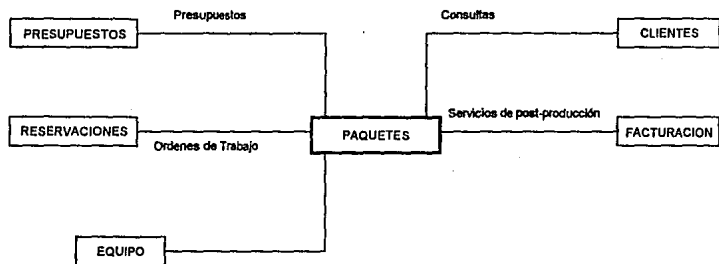 Presupuestos
Consultas
PRESUPUESTOS
CLIENTES
Servicios de post-producción
RESERVACIONES
PAQUETES
FACTURACION
Ordenes de Trabajo
EQUIPO